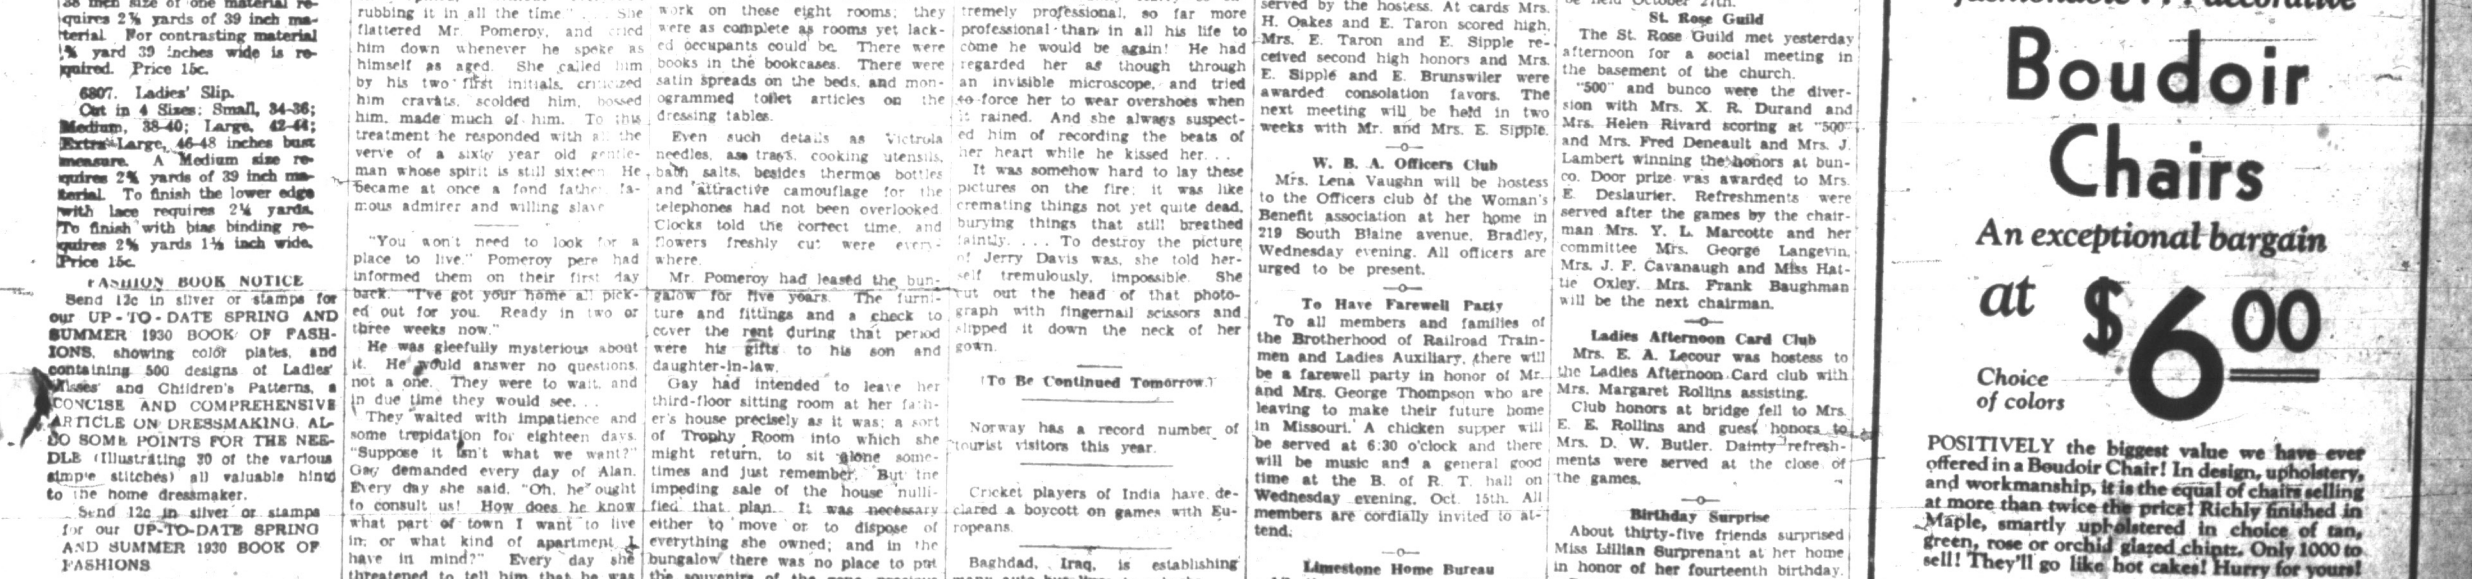 38 inch size of one material re-
quires 2⅜ yards of 39 inch ma-
terial. For contrasting material
⅜ yard 39 inches wide is re-
quired. Price 15c.
6807. Ladies' Slip.
Cut in 4 Sizes: Small, 34-36;
Medium, 38-40; Large, 42-44;
Extra-Large, 46-48 inches bust
measure. A Medium size re-
quires 2⅜ yards of 39 inch ma-
terial. To finish the lower edge
with lace requires 2¼ yards.
To finish with bias binding re-
quires 2⅜ yards 1½ inch wide.
Price 15c.
FASHION BOOK NOTICE
Send 12c in silver or stamps for
our UP-TO-DATE SPRING AND
SUMMER 1930 BOOK OF FASH-
IONS, showing color plates, and
containing 500 designs of Ladies'
Misses' and Children's Patterns, a
CONCISE AND COMPREHENSIVE
ARTICLE ON DRESSMAKING, AL-
SO SOME POINTS FOR THE NEE-
DLE (Illustrating 30 of the various
simple stitches) all valuable hints
to the home dressmaker.
Send 12c in silver or stamps
for our UP-TO-DATE SPRING
AND SUMMER 1930 BOOK OF
FASHIONS
rubbing it in all the time ... She
flattered Mr. Pomeroy, and cried
him down whenever he spoke as
himself as aged. She called him
by his two first initials, criticized
him cravats, scolded him, bossed
him, made much of him. To this
treatment he responded with all the
verve of a sixty year old gentle-
man whose spirit is still sixteen. He
became at once a fond father, fa-
mous admirer and willing slave
"You won't need to look for a
place to live." Pomeroy pere had
informed them on their first day
back. "I've got your home all pick-
ed out for you. Ready in two or
three weeks now."
He was gleefully mysterious about
it. He would answer no questions,
not a one. They were to wait, and
in due time they would see. . .
They waited with impatience and
some trepidation for eighteen days.
"Suppose it isn't what we want?"
Gay demanded every day of Alan.
Every day she said, "Oh, he ought
to consult us! How does he know
what part of town I want to live
in, or what kind of apartment I
have in mind?" Every day she
threatened to tell him that he was
work on these eight rooms; they
were as complete as rooms yet lack-
ed occupants could be. There were
books in the bookcases. There were
satin spreads on the beds, and mon-
ogrammed toilet articles on the
dressing tables.
Even such details as Victrola
needles, ash trays, cooking utensils,
bath salts, besides thermos bottles
and attractive camouflage for the
telephones had not been overlooked
Clocks told the correct time, and
flowers freshly cut were every-
where.
Mr. Pomeroy had leased the bun-
galow for five years. The furni-
ture and fittings and a check to
cover the rent during that period
were his gifts to his son and
daughter-in-law.
Gay had intended to leave her
third-floor sitting room at her fath-
er's house precisely as it was; a sort
of Trophy Room into which she
might return, to sit alone some-
times and just remember. But the
impeding sale of the house nulli-
fied that plan. It was necessary
either to move or to dispose of
everything she owned; and in the
bungalow there was no place to put
the souvenirs of the
tremely professional, so far more
professional than in all his life to
come he would be again! He had
regarded her as though through
an invisible microscope, and tried
to force her to wear overshoes when
it rained. And she always suspect-
ed him of recording the beats of
her heart while he kissed her. . .
It was somehow hard to lay these
pictures on the fire; it was like
cremating things not yet quite dead,
burying things that still breathed
faintly. . . . To destroy the picture
of Jerry Davis was, she told her-
self tremulously, impossible. She
cut out the head of that photo-
graph with fingernail scissors and
slipped it down the neck of her
gown.
(To Be Continued Tomorrow.)
Norway has a record number of
tourist visitors this year.
Cricket players of India have de-
clared a boycott on games with Eu-
ropeans.
Baghdad, Iraq, is establishing
served by the hostess. At cards Mrs.
H. Oakes and E. Taron scored high,
Mrs. E. Taron and E. Sipple re-
ceived second high honors and Mrs.
E. Sipple and E. Brunswiler were
awarded consolation favors. The
next meeting will be held in two
weeks with Mr. and Mrs. E. Sipple.
—o—
W. B. A. Officers Club
Mrs. Lena Vaughn will be hostess
to the Officers club of the Woman's
Benefit association at her home in
219 South Blaine avenue, Bradley,
Wednesday evening. All officers are
urged to be present.
—o—
To Have Farewell Party
To all members and families of
the Brotherhood of Railroad Train-
men and Ladies Auxiliary, there will
be a farewell party in honor of Mr.
and Mrs. George Thompson who are
leaving to make their future home
in Missouri. A chicken supper will
be served at 6:30 o'clock and there
will be music and a general good
time at the B. of R. T. hall on
Wednesday evening, Oct. 15th. All
members are cordially invited to at-
tend.
—o—
Limestone Home Bureau
be held October 27th.
St. Rose Guild
The St. Rose Guild met yesterday
afternoon for a social meeting in
the basement of the church.
"500" and bunco were the diver-
sion with Mrs. X. R. Durand and
Mrs. Helen Rivard scoring at "500"
and Mrs. Fred Deneault and Mrs. J.
Lambert winning the honors at bun-
co. Door prize was awarded to Mrs.
E. Deslaurier. Refreshments were
served after the games by the chair-
man Mrs. Y. L. Marcotte and her
committee Mrs. George Langevin,
Mrs. J. F. Cavanaugh and Miss Hat-
tie Oxley. Mrs. Frank Baughman
will be the next chairman.
—o—
Ladies Afternoon Card Club
Mrs. E. A. Lecour was hostess to
the Ladies Afternoon Card club with
Mrs. Margaret Rollins assisting.
Club honors at bridge fell to Mrs.
E. E. Rollins and guest honors to
Mrs. D. W. Butler. Dainty refresh-
ments were served at the close of
the games.
—o—
Birthday Surprise
About thirty-five friends surprised
Miss Lillian Surprenant at her home
in honor of her fourteenth birthday.
fashionable . . . decorative
Boudoir
Chairs
An exceptional bargain
at $6.00
Choice
of colors
POSITIVELY the biggest value we have ever
offered in a Boudoir Chair! In design, upholstery,
and workmanship, it is the equal of chairs selling
at more than twice the price! Richly finished in
Maple, smartly upholstered in choice of tan,
green, rose or orchid glazed chintz. Only 1000 to
sell! They'll go like hot cakes! Hurry for yours!